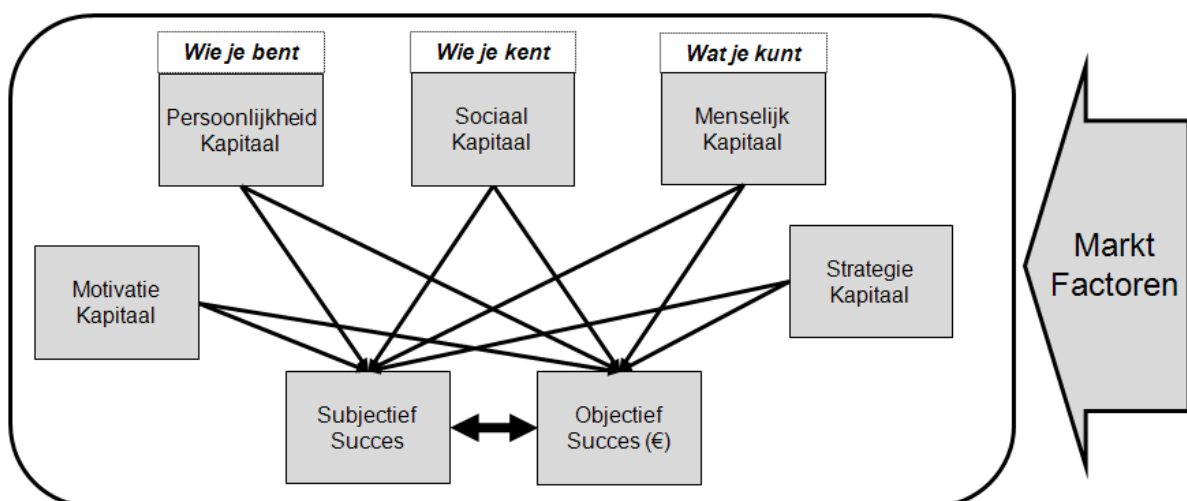 Wie je bent
Wie je kent
Wat je kunt
Persoonlijkheid
Kapitaal
Sociaal
Kapitaal
Menselijk
Kapitaal
Motivatie
Kapitaal
Strategie
Kapitaal
Markt
Factoren
Subjectief
Succes
Objectief
Succes (€)